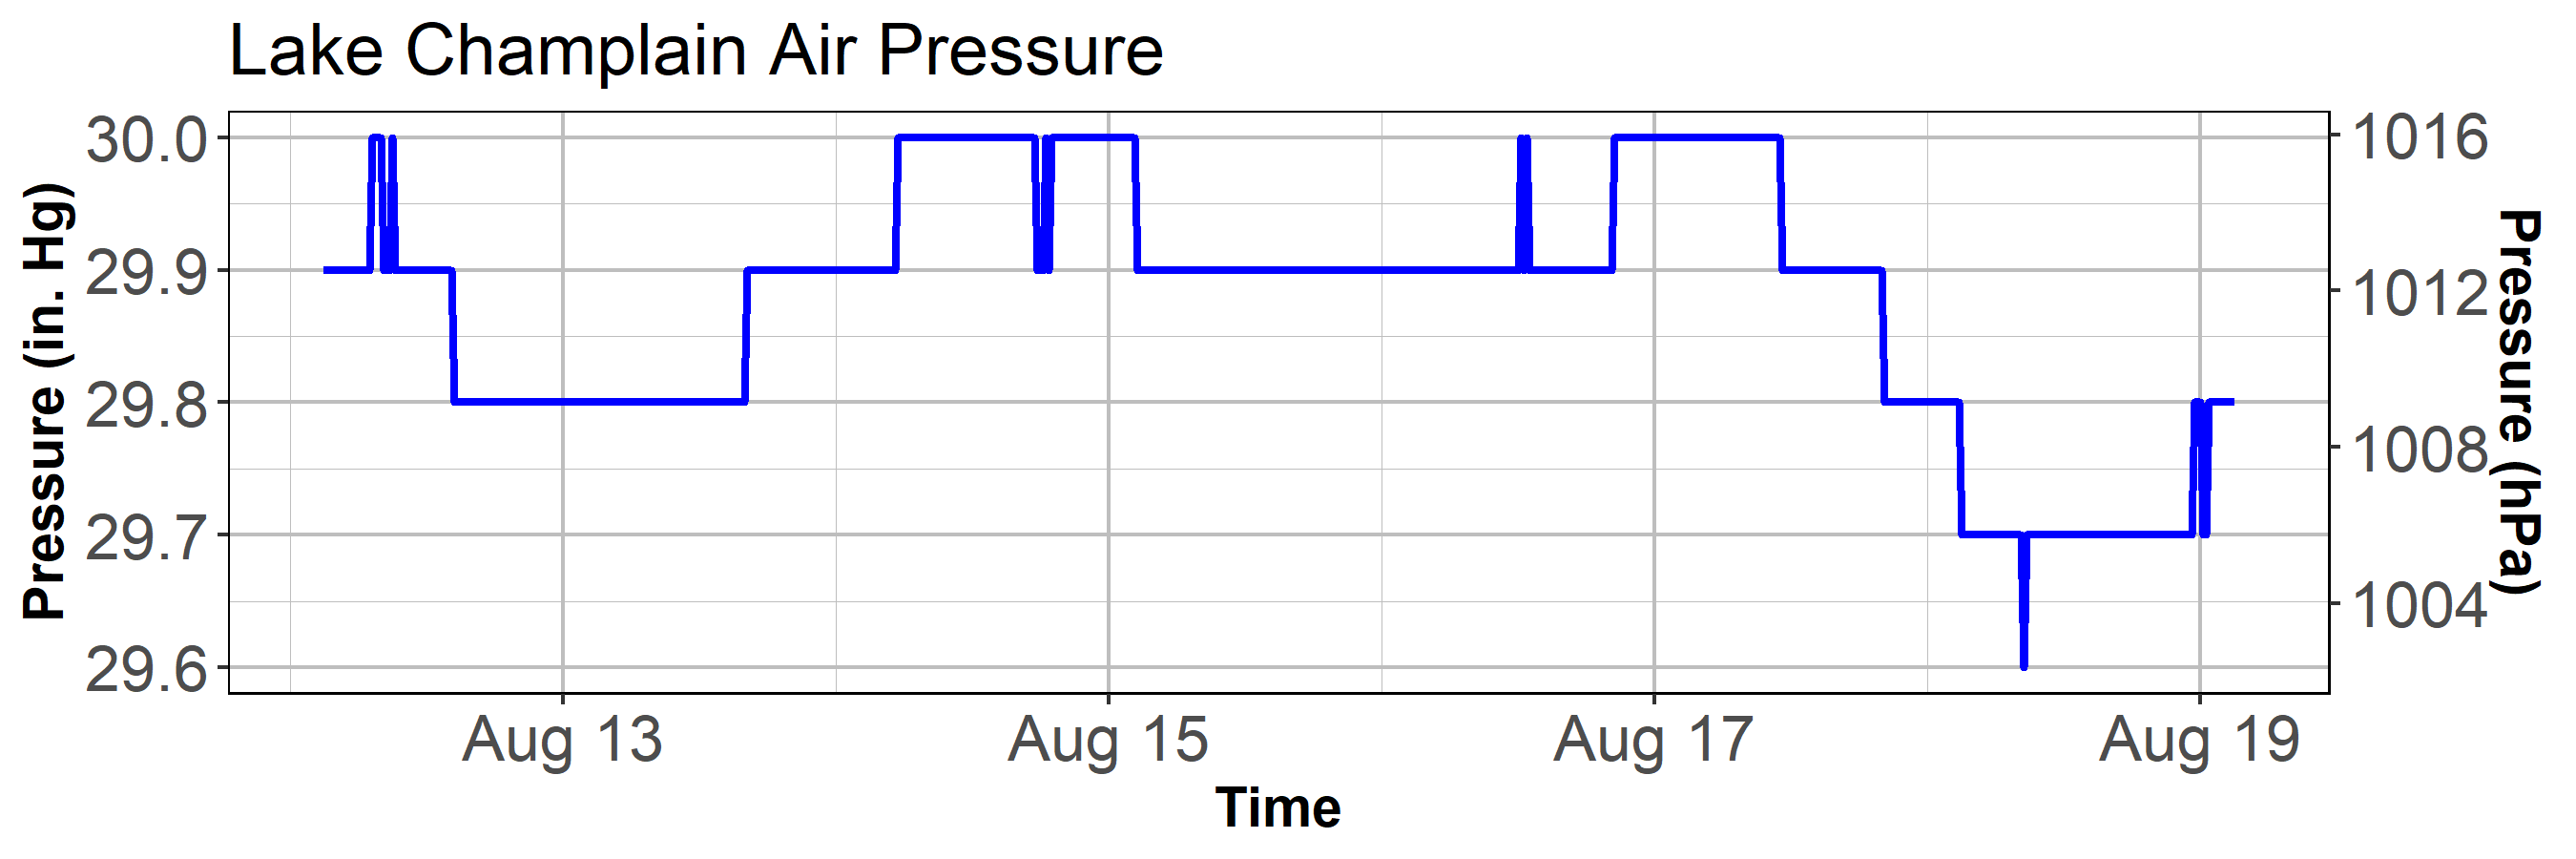 Lake Champlain Air Pressure
Pressure (in. Hg)
30.0
29.9
29.8
29.7
29.6
1016
1012
1008
1004
Pressure (hPa)
Aug 13 Aug 15 Aug 17 Aug 19
Time